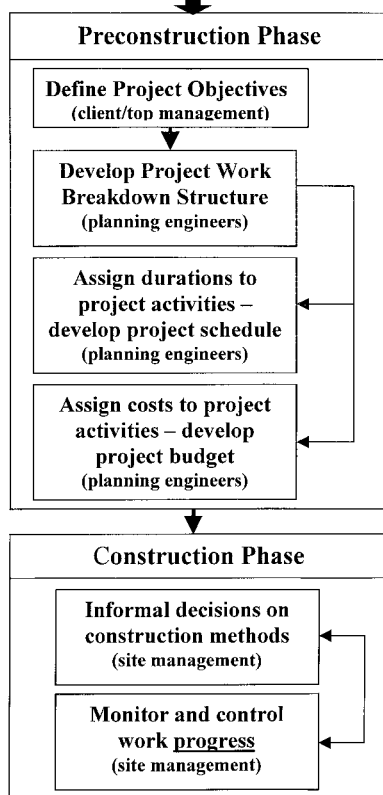 Preconstruction Phase
Define Project Objectives
(client/top management)
Develop Project Work
Breakdown Structure
(planning engineers)
Assign durations to
project activities –
develop project schedule
(planning engineers)
Assign costs to project
activities – develop
project budget
(planning engineers)
Construction Phase
Informal decisions on
construction methods
(site management)
Monitor and control
work progress
(site management)